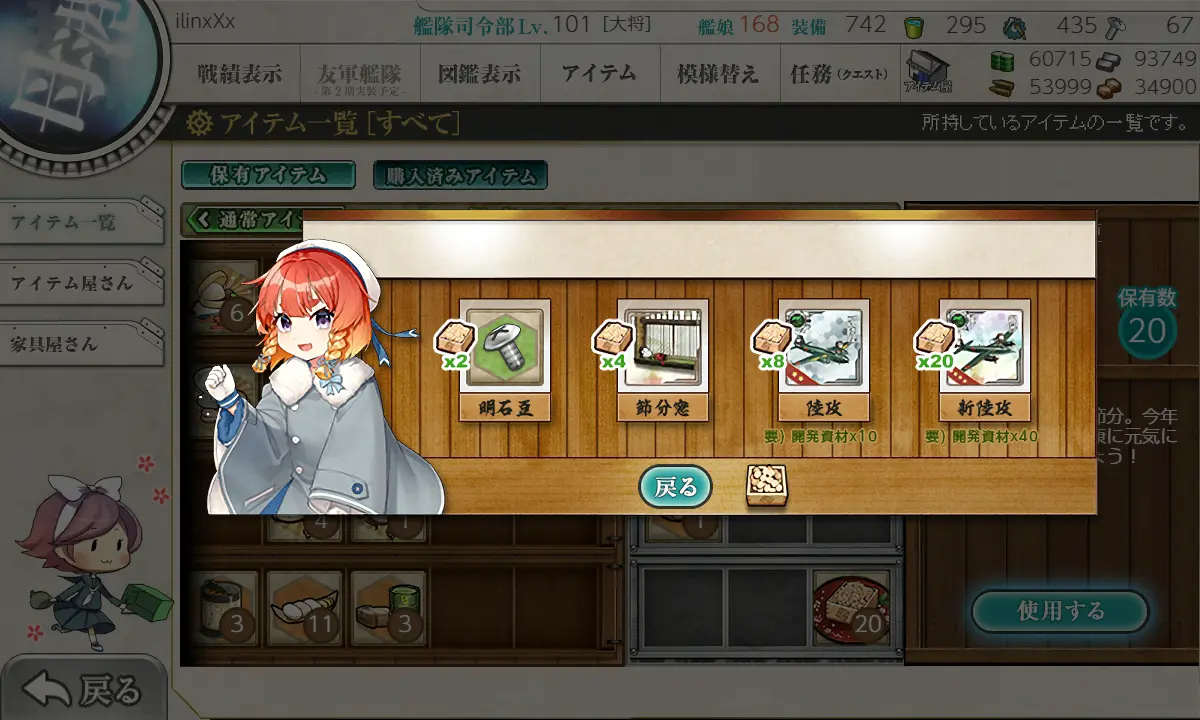 母港
ilinxXx
艦隊司令部Lv. 101 [大将]
艦娘 168 装備 742 295 435 67
戦績表示
友軍艦隊
-第2期実装予定-
図鑑表示
アイテム
模様替え
任務(クエスト)
アイテム屋
60715 93749
53999 34900
アイテム一覧 [すべて]
所持しているアイテムの一覧です。
保有アイテム
購入済みアイテム
アイテム一覧
アイテム屋さん
家具屋さん
通常アイ
6
保有数
20
x2
明石豆
x4
節分窓
x8
陸攻
要) 開発資材x10
x20
新陸攻
要) 開発資材x40
節分。今年
に元気に
よう！
戻る
4
1
1
3
11
3
20
使用する
戻る